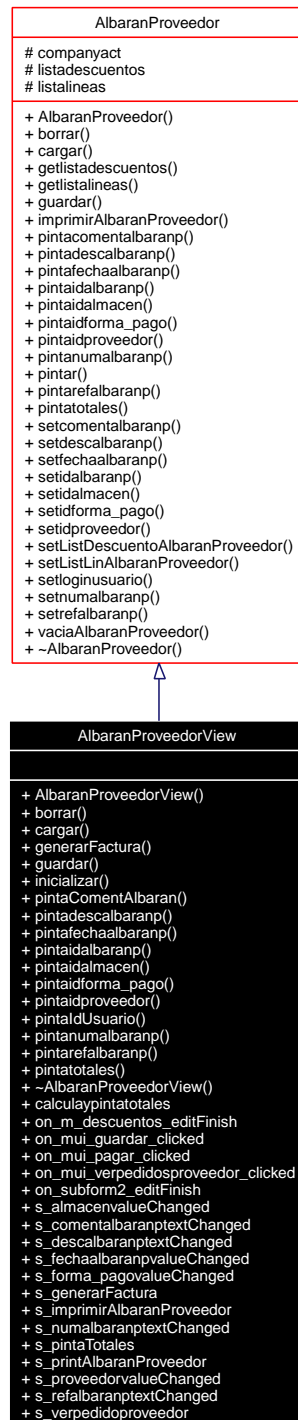 AlbaranProveedor
# companyact
# listadescuentos
# listalineas
+ AlbaranProveedor()
+ borrar()
+ cargar()
+ getlistadescuentos()
+ getlistalineas()
+ guardar()
+ imprimirAlbaranProveedor()
+ pintacomentalbaranp()
+ pintadescalbaranp()
+ pintafechaalbaranp()
+ pintaidalbaranp()
+ pintaidalmacen()
+ pintaidforma_pago()
+ pintaidproveedor()
+ pintanumalbaranp()
+ pintar()
+ pintarefalbaranp()
+ pintatotales()
+ setcomentalbaranp()
+ setdescalbaranp()
+ setfechaalbaranp()
+ setidalbaranp()
+ setidalmacen()
+ setidforma_pago()
+ setidproveedor()
+ setListDescuentoAlbaranProveedor()
+ setListLinAlbaranProveedor()
+ setloginusuario()
+ setnumalbaranp()
+ setrefalbaranp()
+ vaciaAlbaranProveedor()
+ ~AlbaranProveedor()
AlbaranProveedorView
+ AlbaranProveedorView()
+ borrar()
+ cargar()
+ generarFactura()
+ guardar()
+ inicializar()
+ pintaComentAlbaran()
+ pintadescalbaranp()
+ pintafechaalbaranp()
+ pintaidalbaranp()
+ pintaidalmacen()
+ pintaidforma_pago()
+ pintaidproveedor()
+ pintaIdUsuario()
+ pintanumalbaranp()
+ pintarefalbaranp()
+ pintatotales()
+ ~AlbaranProveedorView()
+ calculaypintatotales
+ on_m_descuentos_editFinish
+ on_mui_guardar_clicked
+ on_mui_pagar_clicked
+ on_mui_verpedidosproveedor_clicked
+ on_subform2_editFinish
+ s_almacenvalueChanged
+ s_comentalbaranptextChanged
+ s_descalbaranptextChanged
+ s_fechaalbaranpvalueChanged
+ s_forma_pagovalueChanged
+ s_generarFactura
+ s_imprimirAlbaranProveedor
+ s_numalbaranptextChanged
+ s_pintaTotales
+ s_printAlbaranProveedor
+ s_proveedorvalueChanged
+ s_refalbaranptextChanged
+ s_verpedidoproveedor